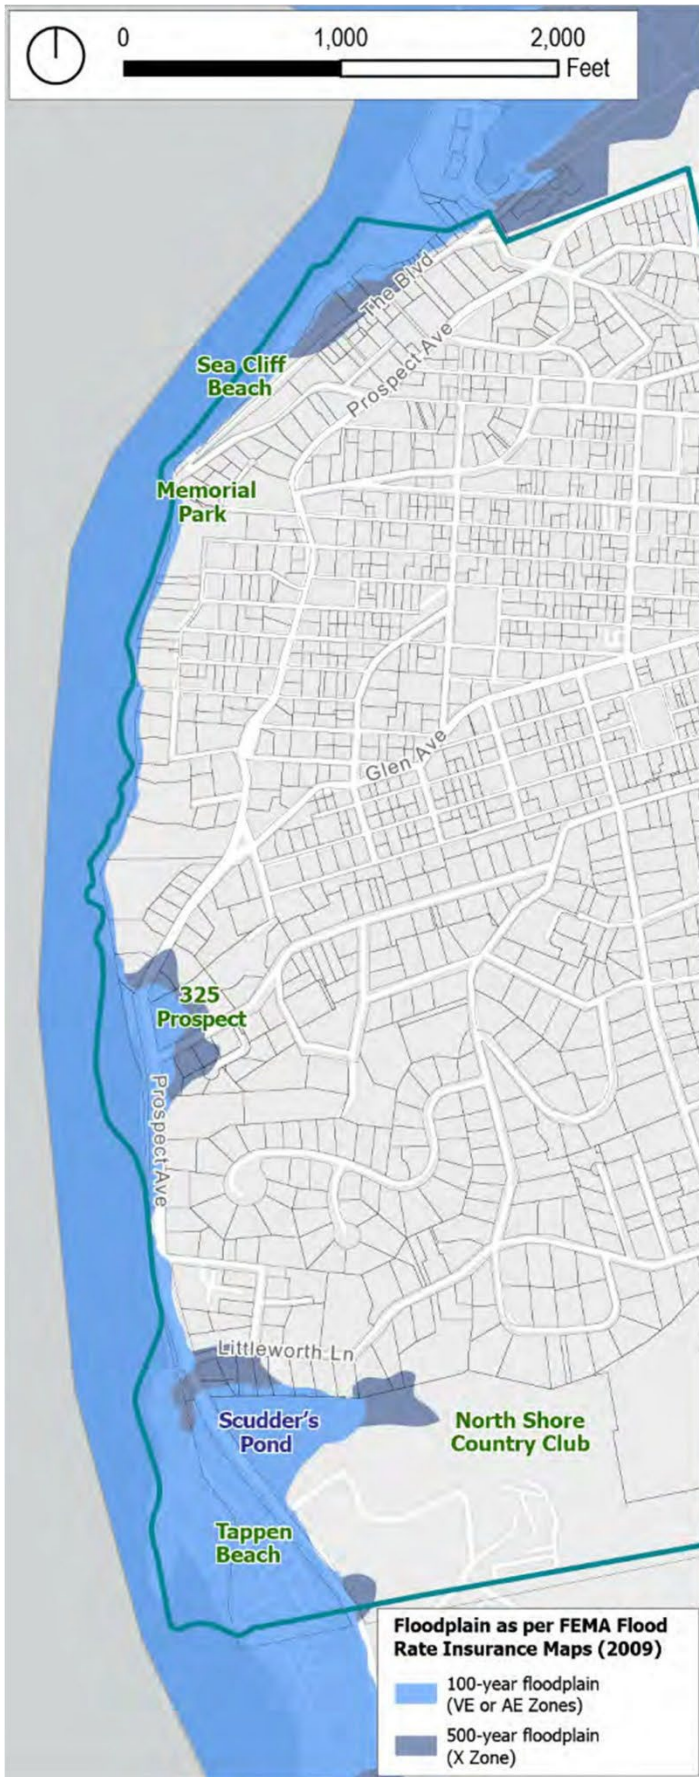 0 1,000 2,000
Feet
The Blvd
Sea Cliff
Beach
Prospect Ave
Memorial
Park
Glen Ave
325
Prospect
Prospect Ave
Littleworth Ln
Scudder's
Pond
North Shore
Country Club
Tappen
Beach
Floodplain as per FEMA Flood
Rate Insurance Maps (2009)
100-year floodplain
(VE or AE Zones)
500-year floodplain
(X Zone)